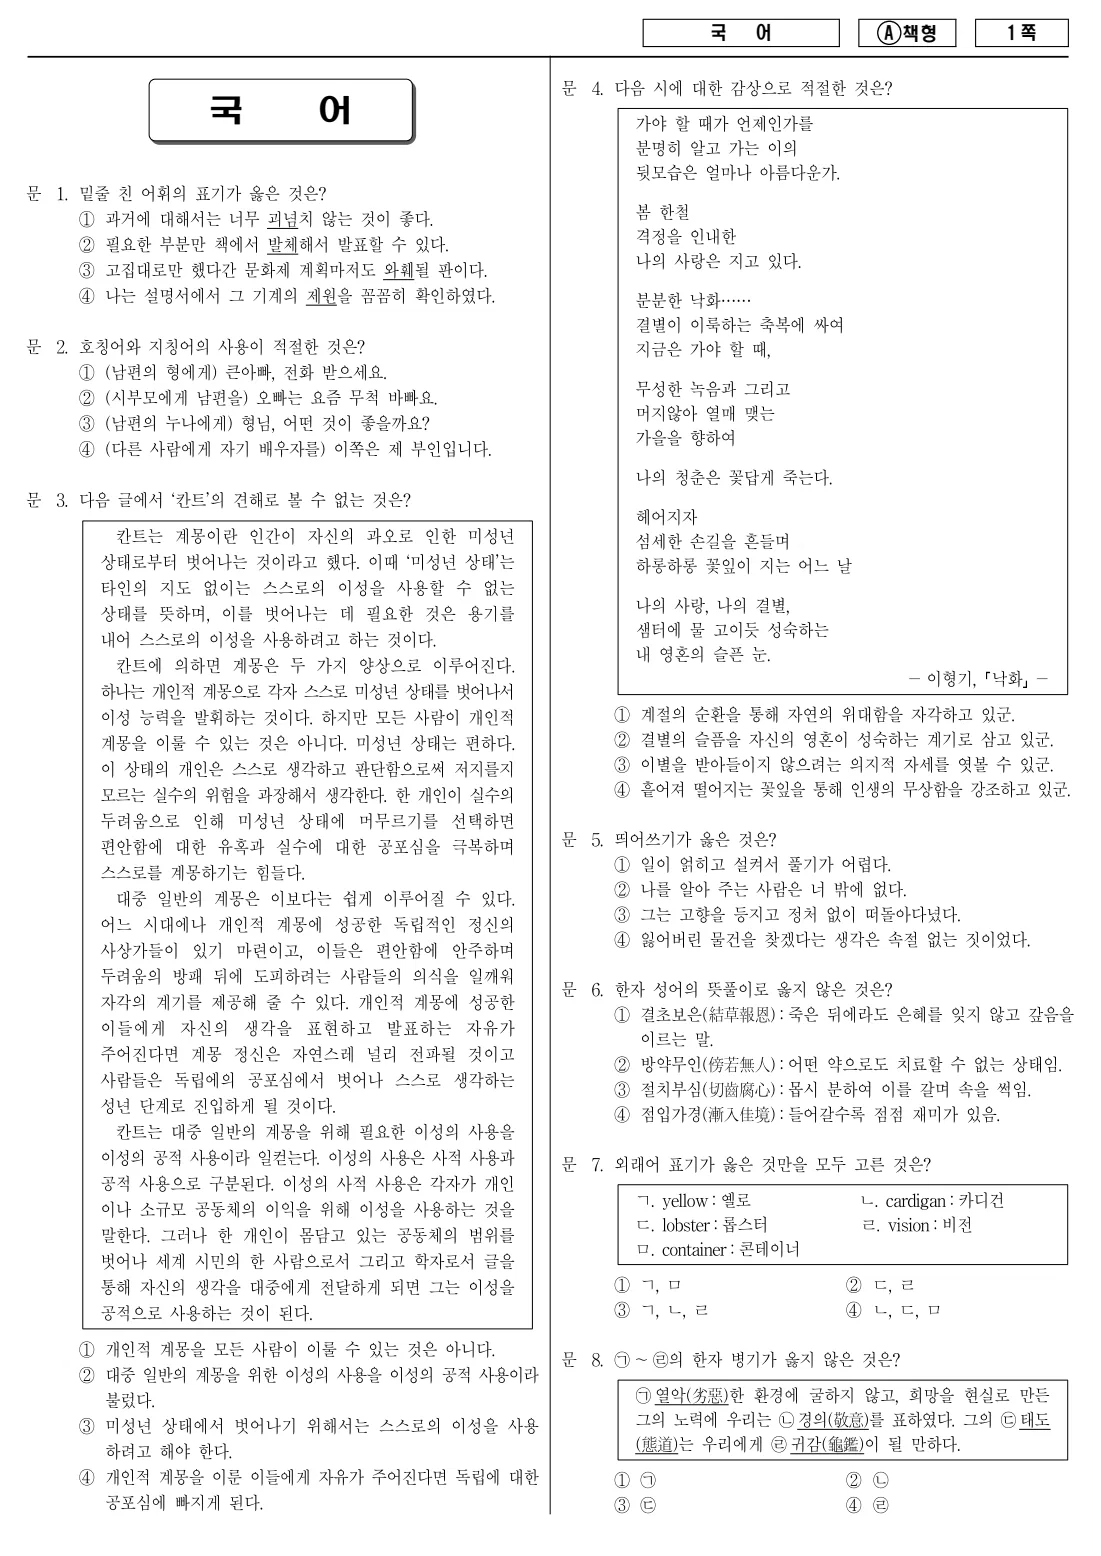 국 어
Ⓐ책형
1쪽
국 어
문 1. 밑줄 친 어휘의 표기가 옳은 것은?
① 과거에 대해서는 너무 괴념치 않는 것이 좋다.
② 필요한 부분만 책에서 발체해서 발표할 수 있다.
③ 고집대로만 했다간 문화제 계획마저도 와훼될 판이다.
④ 나는 설명서에서 그 기계의 제원을 꼼꼼히 확인하였다.
문 2. 호칭어와 지칭어의 사용이 적절한 것은?
① (남편의 형에게) 큰아빠, 전화 받으세요.
② (시부모에게 남편을) 오빠는 요즘 무척 바빠요.
③ (남편의 누나에게) 형님, 어떤 것이 좋을까요?
④ (다른 사람에게 자기 배우자를) 이쪽은 제 부인입니다.
문 3. 다음 글에서 ‘칸트’의 견해로 볼 수 없는 것은?
칸트는 계몽이란 인간이 자신의 과오로 인한 미성년
상태로부터 벗어나는 것이라고 했다. 이때 ‘미성년 상태’는
타인의 지도 없이는 스스로의 이성을 사용할 수 없는
상태를 뜻하며, 이를 벗어나는 데 필요한 것은 용기를
내어 스스로의 이성을 사용하려고 하는 것이다.
칸트에 의하면 계몽은 두 가지 양상으로 이루어진다.
하나는 개인적 계몽으로 각자 스스로 미성년 상태를 벗어나서
이성 능력을 발휘하는 것이다. 하지만 모든 사람이 개인적
계몽을 이룰 수 있는 것은 아니다. 미성년 상태는 편하다.
이 상태의 개인은 스스로 생각하고 판단함으로써 저지를지
모르는 실수의 위험을 과장해서 생각한다. 한 개인이 실수의
두려움으로 인해 미성년 상태에 머무르기를 선택하면
편안함에 대한 유혹과 실수에 대한 공포심을 극복하며
스스로를 계몽하기는 힘들다.
대중 일반의 계몽은 이보다는 쉽게 이루어질 수 있다.
어느 시대에나 개인적 계몽에 성공한 독립적인 정신의
사상가들이 있기 마련이고, 이들은 편안함에 안주하며
두려움의 방패 뒤에 도피하려는 사람들의 의식을 일깨워
자각의 계기를 제공해 줄 수 있다. 개인적 계몽에 성공한
이들에게 자신의 생각을 표현하고 발표하는 자유가
주어진다면 계몽 정신은 자연스레 널리 전파될 것이고
사람들은 독립에의 공포심에서 벗어나 스스로 생각하는
성년 단계로 진입하게 될 것이다.
칸트는 대중 일반의 계몽을 위해 필요한 이성의 사용을
이성의 공적 사용이라 일컫는다. 이성의 사용은 사적 사용과
공적 사용으로 구분된다. 이성의 사적 사용은 각자가 개인
이나 소규모 공동체의 이익을 위해 이성을 사용하는 것을
말한다. 그러나 한 개인이 몸담고 있는 공동체의 범위를
벗어나 세계 시민의 한 사람으로서 그리고 학자로서 글을
통해 자신의 생각을 대중에게 전달하게 되면 그는 이성을
공적으로 사용하는 것이 된다.
① 개인적 계몽을 모든 사람이 이룰 수 있는 것은 아니다.
② 대중 일반의 계몽을 위한 이성의 사용을 이성의 공적 사용이라
불렀다.
③ 미성년 상태에서 벗어나기 위해서는 스스로의 이성을 사용
하려고 해야 한다.
④ 개인적 계몽을 이룬 이들에게 자유가 주어진다면 독립에 대한
공포심에 빠지게 된다.
문 4. 다음 시에 대한 감상으로 적절한 것은?
가야 할 때가 언제인가를
분명히 알고 가는 이의
뒷모습은 얼마나 아름다운가.
봄 한철
격정을 인내한
나의 사랑은 지고 있다.
분분한 낙화……
결별이 이룩하는 축복에 싸여
지금은 가야 할 때,
무성한 녹음과 그리고
머지않아 열매 맺는
가을을 향하여
나의 청춘은 꽃답게 죽는다.
헤어지자
섬세한 손길을 흔들며
하롱하롱 꽃잎이 지는 어느 날
나의 사랑, 나의 결별,
샘터에 물 고이듯 성숙하는
내 영혼의 슬픈 눈.
－ 이형기, ｢낙화｣ －
① 계절의 순환을 통해 자연의 위대함을 자각하고 있군.
② 결별의 슬픔을 자신의 영혼이 성숙하는 계기로 삼고 있군.
③ 이별을 받아들이지 않으려는 의지적 자세를 엿볼 수 있군.
④ 흩어져 떨어지는 꽃잎을 통해 인생의 무상함을 강조하고 있군.
문 5. 띄어쓰기가 옳은 것은?
① 일이 얽히고 설켜서 풀기가 어렵다.
② 나를 알아 주는 사람은 너 밖에 없다.
③ 그는 고향을 등지고 정처 없이 떠돌아다녔다.
④ 잃어버린 물건을 찾겠다는 생각은 속절 없는 짓이었다.
문 6. 한자 성어의 뜻풀이로 옳지 않은 것은?
① 결초보은(結草報恩) : 죽은 뒤에라도 은혜를 잊지 않고 갚음을
이르는 말.
② 방약무인(傍若無人) : 어떤 약으로도 치료할 수 없는 상태임.
③ 절치부심(切齒腐心) : 몹시 분하여 이를 갈며 속을 썩임.
④ 점입가경(漸入佳境) : 들어갈수록 점점 재미가 있음.
문 7. 외래어 표기가 옳은 것만을 모두 고른 것은?
ㄱ. yellow : 옐로 ㄴ. cardigan : 카디건
ㄷ. lobster : 롭스터 ㄹ. vision : 비전
ㅁ. container : 콘테이너
① ㄱ, ㅁ ② ㄷ, ㄹ
③ ㄱ, ㄴ, ㄹ ④ ㄴ, ㄷ, ㅁ
문 8. ㉠ ~ ㉣의 한자 병기가 옳지 않은 것은?
㉠ 열악(劣惡)한 환경에 굴하지 않고, 희망을 현실로 만든
그의 노력에 우리는 ㉡ 경의(敬意)를 표하였다. 그의 ㉢ 태도
(態道)는 우리에게 ㉣ 귀감(龜鑑)이 될 만하다.
① ㉠ ② ㉡
③ ㉢ ④ ㉣